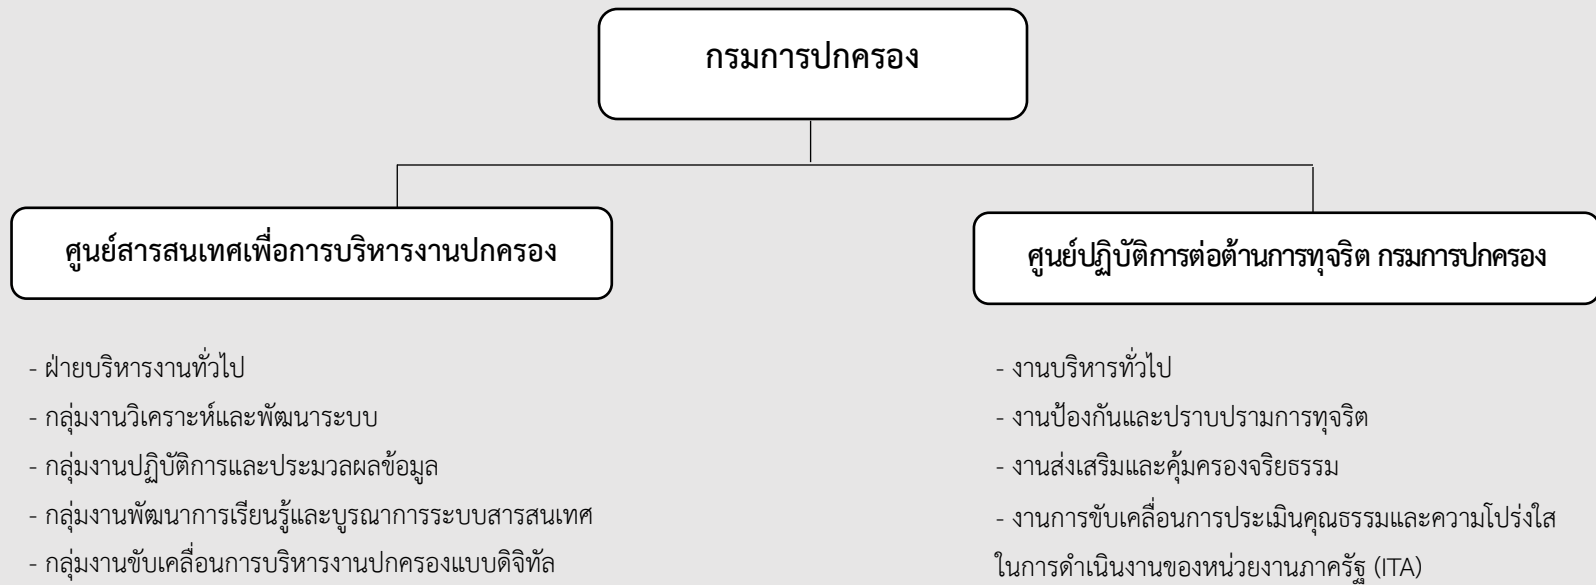 กรมการปกครอง
ศูนย์สารสนเทศเพื่อการบริหารงานปกครอง
- ฝ่ายบริหารงานทั่วไป
- กลุ่มงานวิเคราะห์และพัฒนาระบบ
- กลุ่มงานปฏิบัติการและประมวลผลข้อมูล
- กลุ่มงานพัฒนาการเรียนรู้และบูรณาการระบบสารสนเทศ
- กลุ่มงานขับเคลื่อนการบริหารงานปกครองแบบดิจิทัล
ศูนย์ปฏิบัติการต่อต้านการทุจริต กรมการปกครอง
- งานบริหารทั่วไป
- งานป้องกันและปราบปรามการทุจริต
- งานส่งเสริมและคุ้มครองจริยธรรม
- งานการขับเคลื่อนการประเมินคุณธรรมและความโปร่งใส
ในการดำเนินงานของหน่วยงานภาครัฐ (ITA)